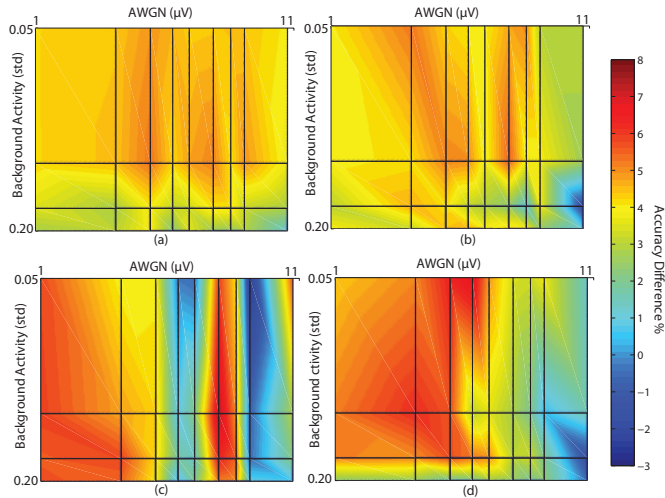 AWGN (µV)
1 11
0.05
Background Activity (std)
0.20
(a)
AWGN (µV)
1 11
0.05
Background Activity (std)
0.20
(b)
AWGN (µV)
1 11
0.05
Background Activity (std)
0.20
(c)
AWGN (µV)
1 11
0.05
Background ctivity (std)
0.20
(d)
8
7
6
5
4
3
2
1
0
−1
−2
−3
Accuracy Difference %